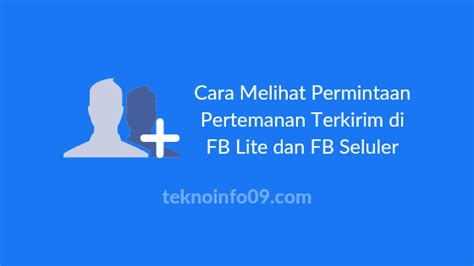 Cara Melihat Permintaan
Pertemanan Terkirim di
FB Lite dan FB Seluler
teknoinfo09.com